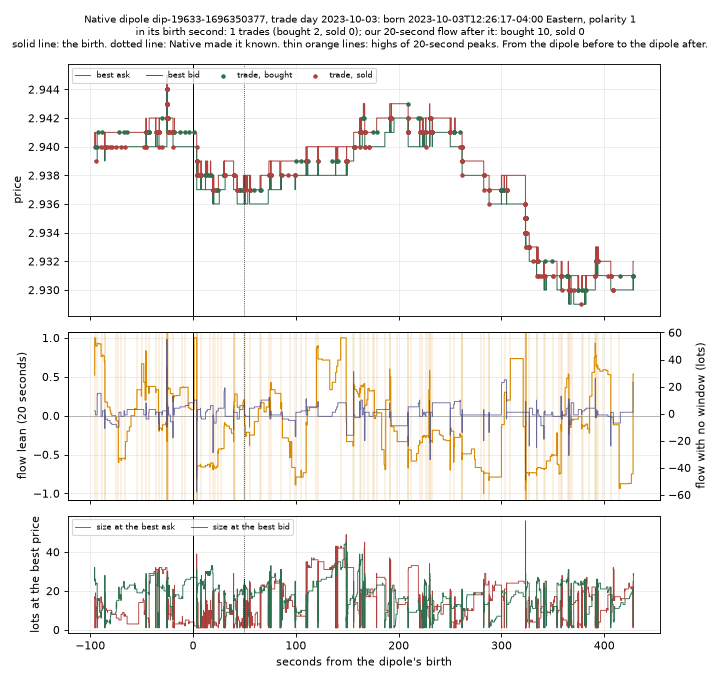 Native dipole dip-19633-1696350377, trade day 2023-10-03: born 2023-10-03T12:26:17-04:00 Eastern, polarity 1
in its birth second: 1 trades (bought 2, sold 0); our 20-second flow after it: bought 10, sold 0
solid line: the birth. dotted line: Native made it known. thin orange lines: highs of 20-second peaks. From the dipole before to the dipole after.
best ask best bid trade, bought trade, sold
2.944
2.942
2.940
2.938
2.936
2.934
2.932
2.930
price
1.0
0.5
0.0
−0.5
−1.0
flow lean (20 seconds)
60
40
20
0
−20
−40
−60
flow with no window (lots)
size at the best ask size at the best bid
40
20
0
lots at the best price
−100 0 100 200 300 400
seconds from the dipole's birth